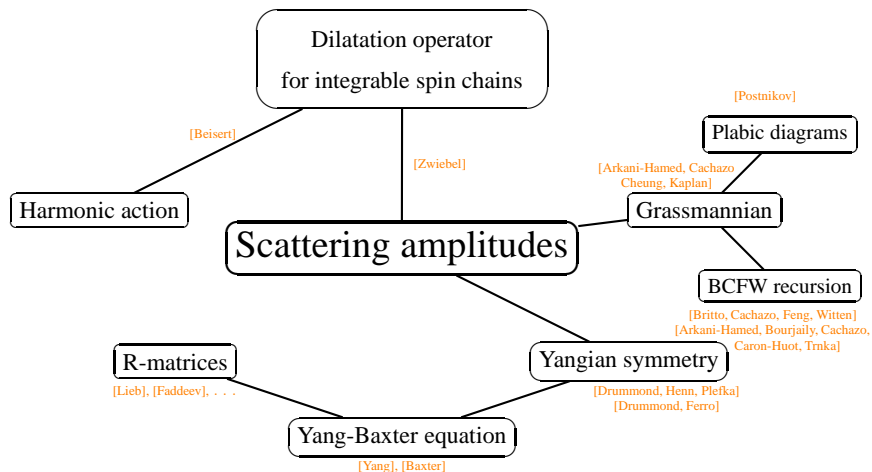 Dilatation operator
for integrable spin chains
[Postnikov]
Plabic diagrams
[Beisert]
[Zwiebel]
[Arkani-Hamed, Cachazo
Cheung, Kaplan]
Harmonic action
Grassmannian
Scattering amplitudes
BCFW recursion
[Britto, Cachazo, Feng, Witten]
[Arkani-Hamed, Bourjaily, Cachazo,
Caron-Huot, Trnka]
R-matrices
[Lieb], [Faddeev], . . .
Yangian symmetry
[Drummond, Henn, Plefka]
[Drummond, Ferro]
Yang-Baxter equation
[Yang], [Baxter]